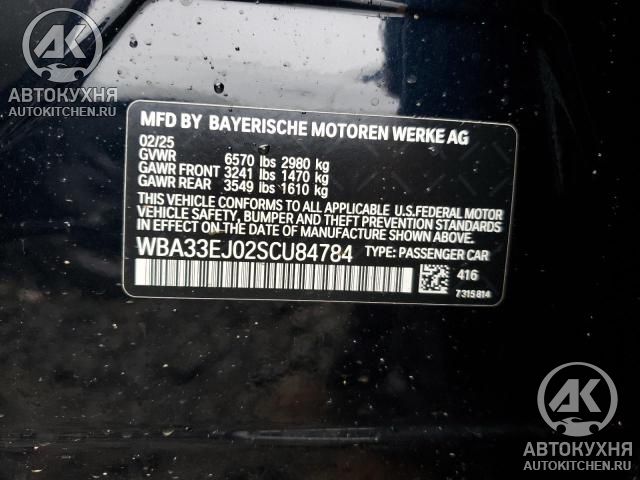 АК
АВТОКУХНЯ
AUTOKITCHEN.RU
MFD BY BAYERISCHE MOTOREN WERKE AG
02/25
GVWR 6570 lbs 2980 kg
GAWR FRONT 3241 lbs 1470 kg
GAWR REAR 3549 lbs 1610 kg
THIS VEHICLE CONFORMS TO ALL APPLICABLE U.S.FEDERAL MOTOR
VEHICLE SAFETY, BUMPER AND THEFT PREVENTION STANDARDS
IN EFFECT ON THE DATE OF MANUFACTURE SHOWN ABOVE.
WBA33EJ02SCU84784 TYPE: PASSENGER CAR
416
7315814
АК
АВТОКУХНЯ
AUTOKITCHEN.RU